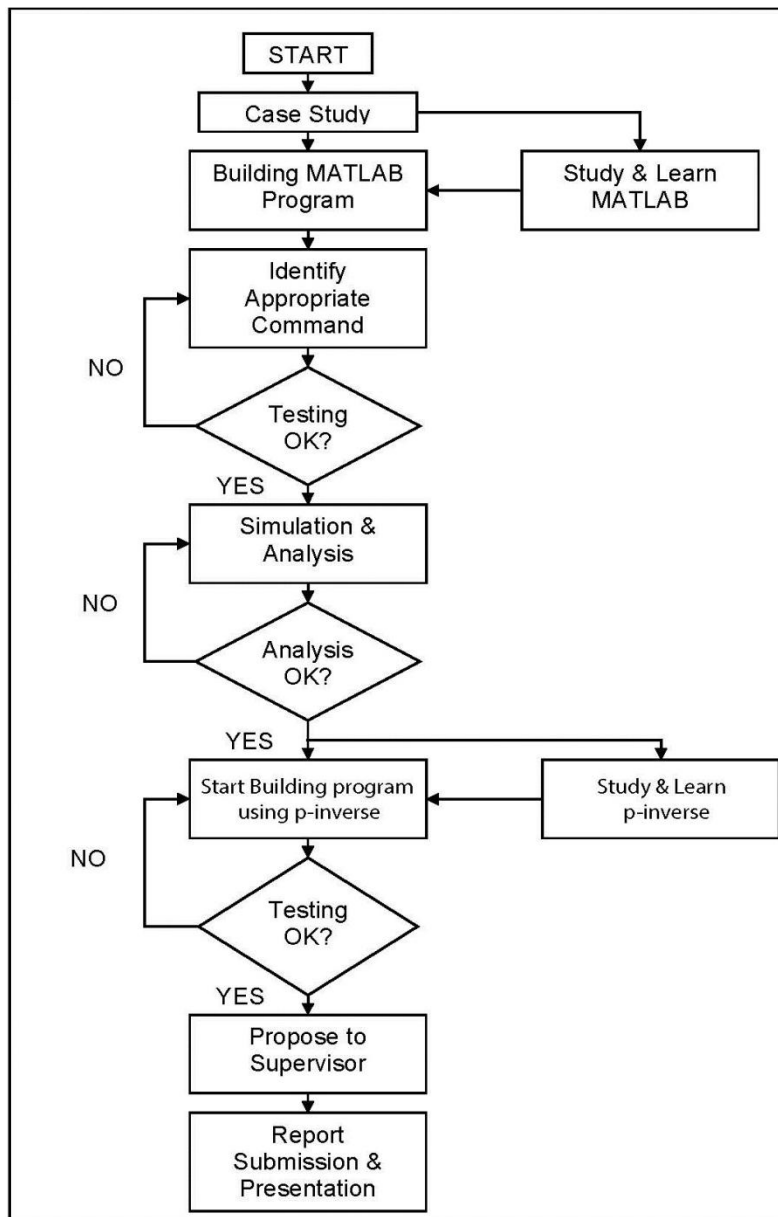 START
Case Study
Building MATLAB
Program
Study & Learn
MATLAB
Identify
Appropriate
Command
NO
Testing
OK?
YES
Simulation &
Analysis
NO
Analysis
OK?
YES
Start Building program
using p-inverse
Study & Learn
p-inverse
NO
Testing
OK?
YES
Propose to
Supervisor
Report
Submission &
Presentation